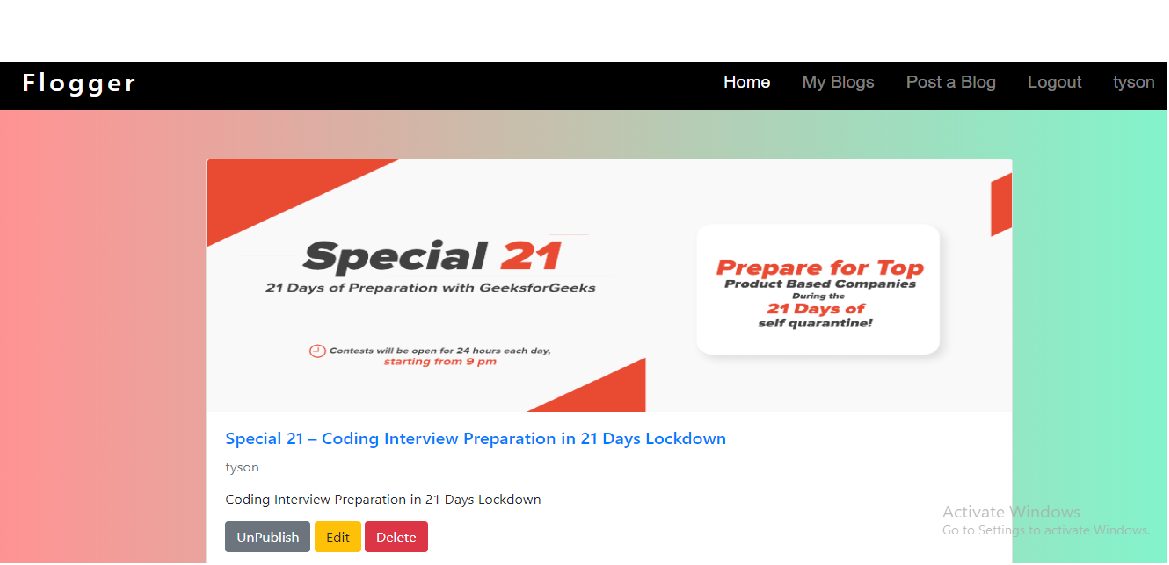 Flogger
Home My Blogs Post a Blog Logout tyson
Special 21
21 Days of Preparation with GeeksforGeeks
Contests will be open for 24 hours each day,
starting from 9 pm
Prepare for Top
Product Based Companies
During the
21 Days of
self quarantine!
Special 21 – Coding Interview Preparation in 21 Days Lockdown
tyson
Coding Interview Preparation in 21 Days Lockdown
UnPublish Edit Delete
Activate Windows
Go to Settings to activate Windows.